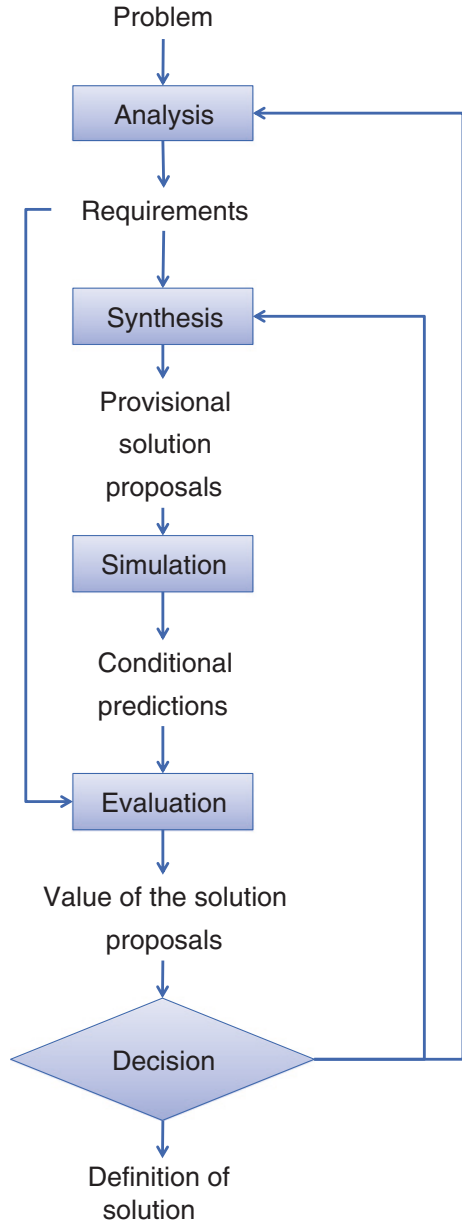 Problem
Analysis
Requirements
Synthesis
Provisional
solution
proposals
Simulation
Conditional
predictions
Evaluation
Value of the solution
proposals
Decision
Definition of
solution